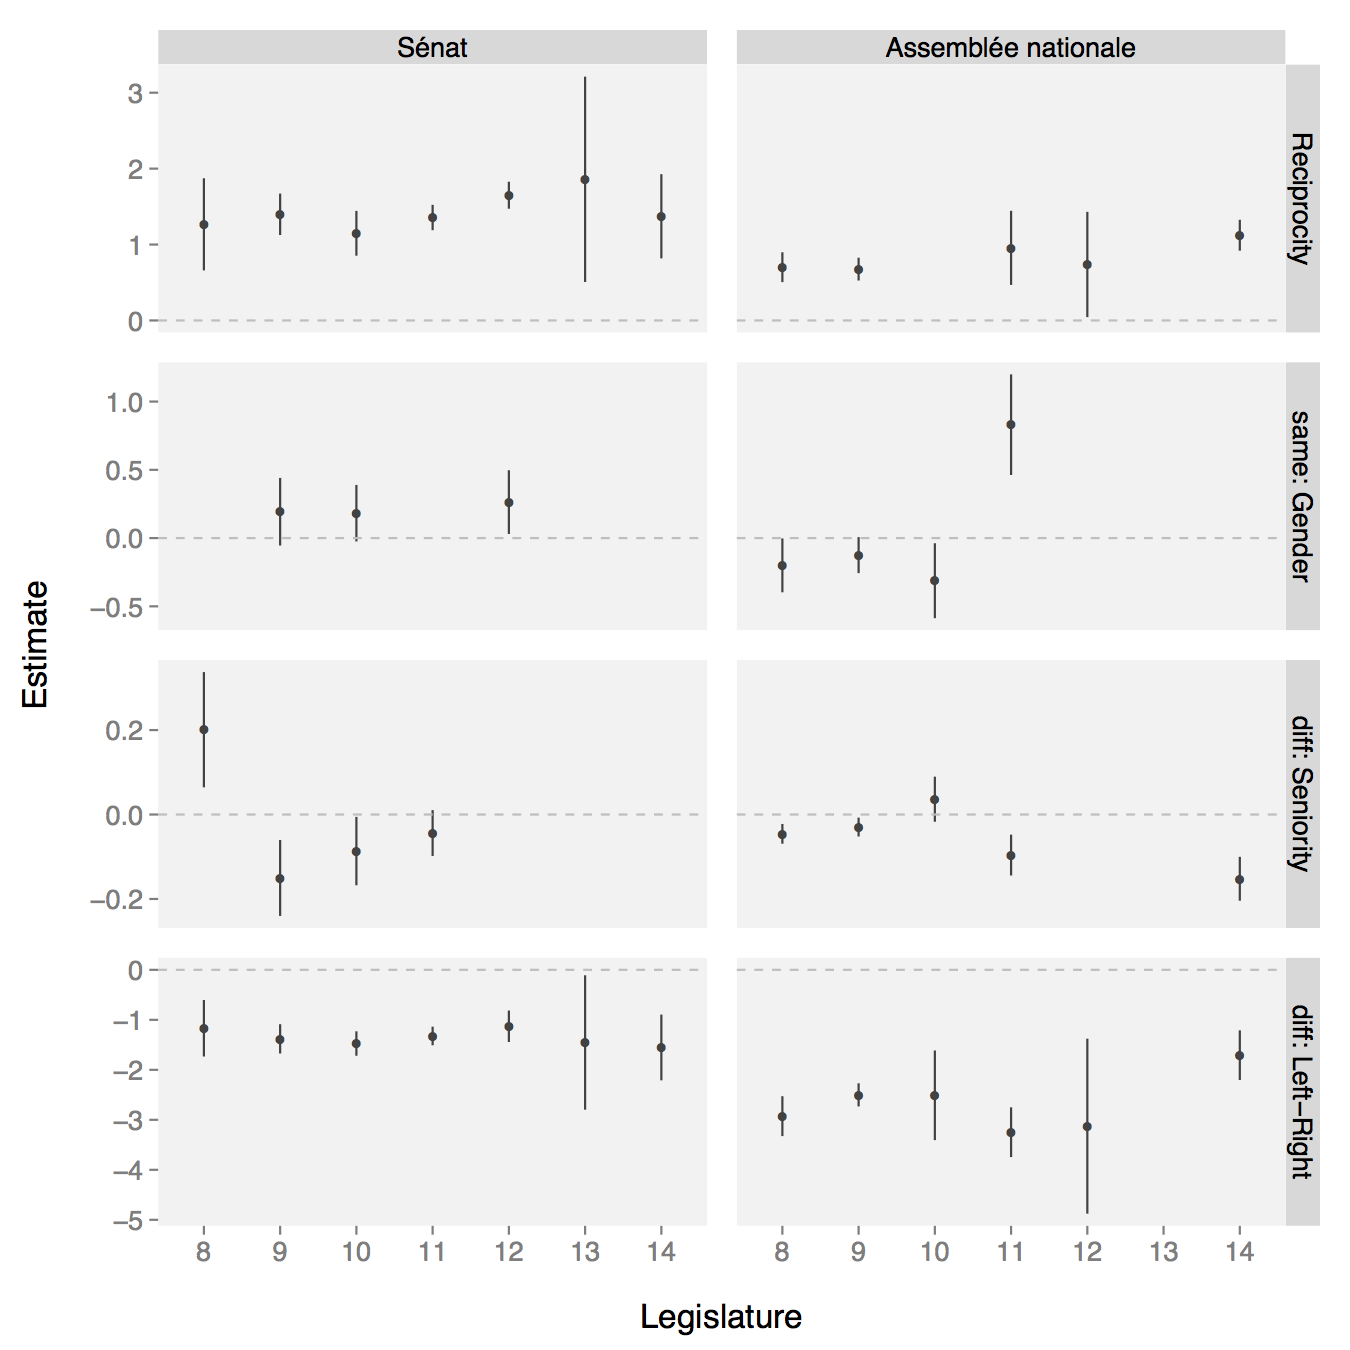 Sénat
Assemblée nationale
3
2
1
0
Reciprocity
1.0
0.5
0.0
−0.5
same: Gender
0.2
0.0
−0.2
diff: Seniority
0
−1
−2
−3
−4
−5
diff: Left−Right
8 9 10 11 12 13 14
8 9 10 11 12 13 14
Estimate
Legislature